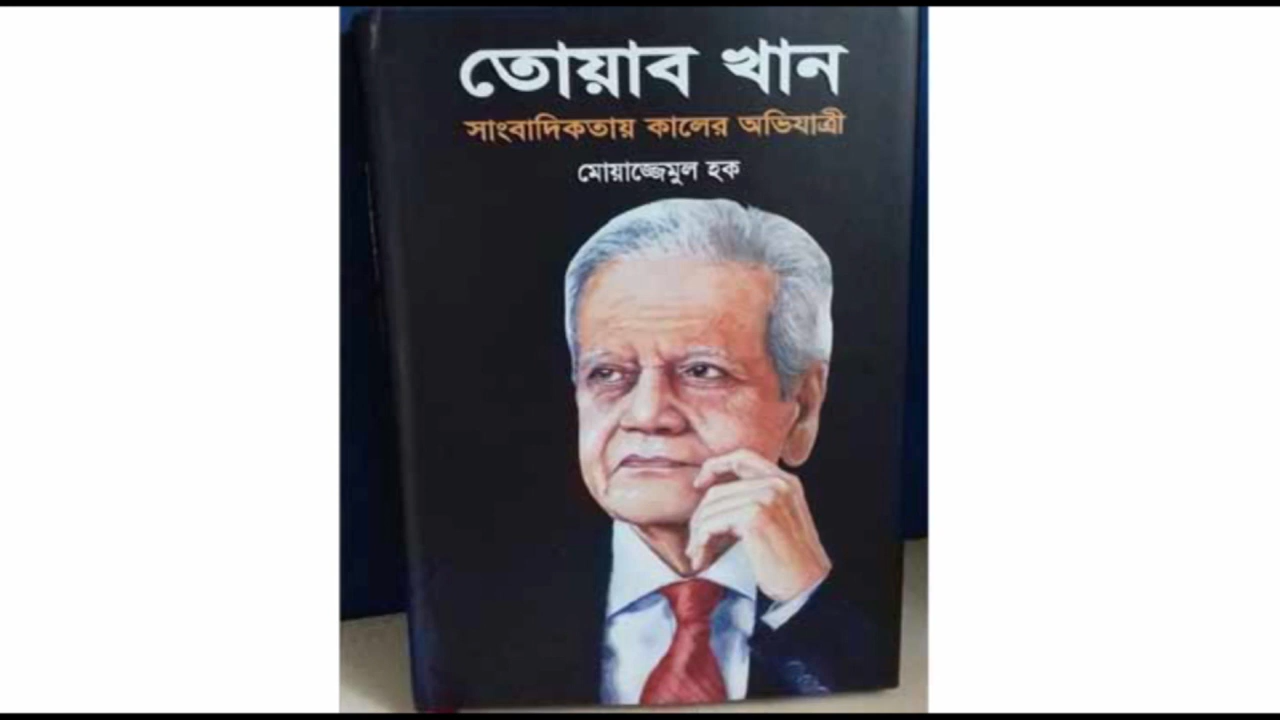 তোয়াব খান
সাংবাদিকতায় কালের অভিযাত্রী
মোয়াজ্জেমুল হক